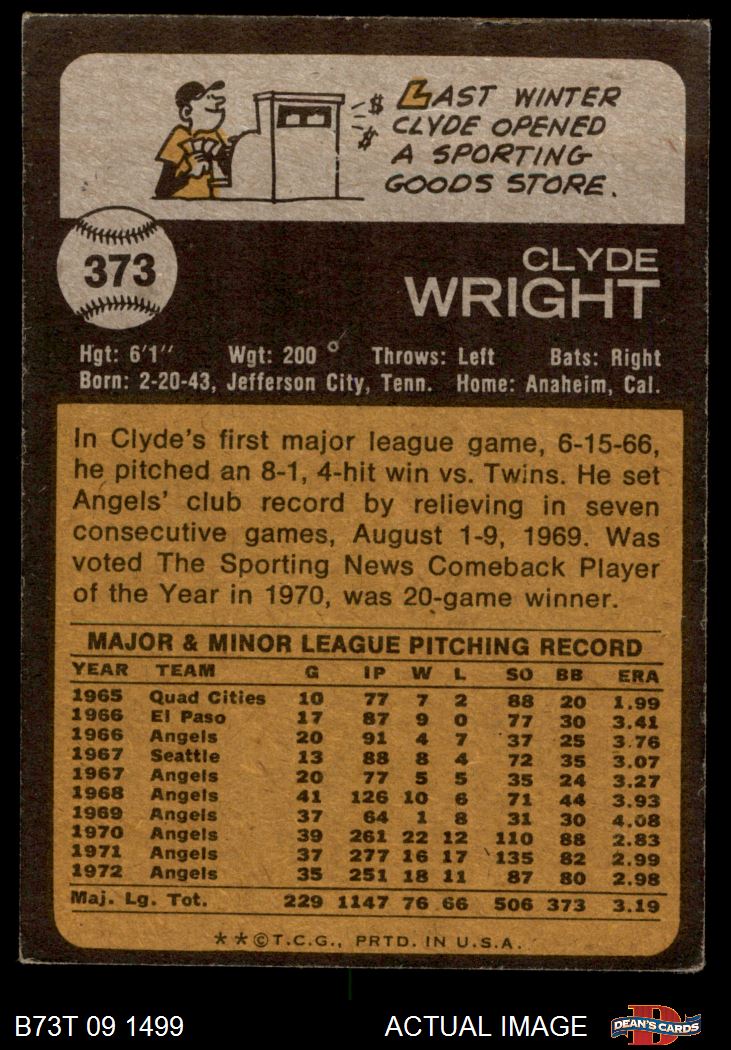 LAST WINTER
CLYDE OPENED
A SPORTING
GOODS STORE.
$
$
373
CLYDE
WRIGHT
Hgt: 6'1" Wgt: 200 Throws: Left Bats: Right
Born: 2-20-43, Jefferson City, Tenn. Home: Anaheim, Cal.
In Clyde's first major league game, 6-15-66,
he pitched an 8-1, 4-hit win vs. Twins. He set
Angels' club record by relieving in seven
consecutive games, August 1-9, 1969. Was
voted The Sporting News Comeback Player
of the Year in 1970, was 20-game winner.
MAJOR & MINOR LEAGUE PITCHING RECORD
YEAR TEAM G IP W L SO BB ERA
1965 Quad Cities 10 77 7 2 88 20 1.99
1966 El Paso 17 87 9 0 77 30 3.41
1966 Angels 20 91 4 7 37 25 3.76
1967 Seattle 13 88 8 4 72 35 3.07
1967 Angels 20 77 5 5 35 24 3.27
1968 Angels 41 126 10 6 71 44 3.93
1969 Angels 37 64 1 8 31 30 4.08
1970 Angels 39 261 22 12 110 88 2.83
1971 Angels 37 277 16 17 135 82 2.99
1972 Angels 35 251 18 11 87 80 2.98
Maj. Lg. Tot. 229 1147 76 66 506 373 3.19
**©T.C.G., PRTD. IN U.S.A.
B73T 09 1499 ACTUAL IMAGE D DEAN'S CARDS